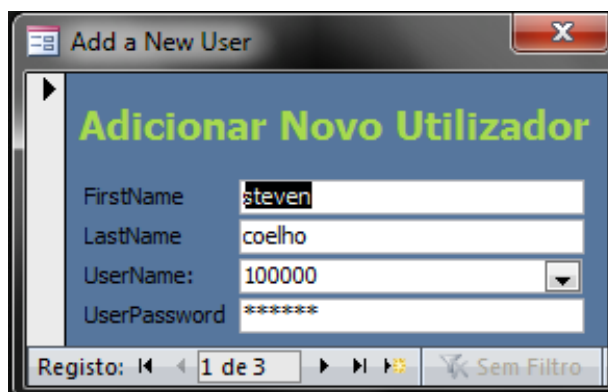 Add a New User
x
Adicionar Novo Utilizador
FirstName steven
LastName coelho
UserName: 100000
UserPassword ******
Registo: 1 de 3 Sem Filtro